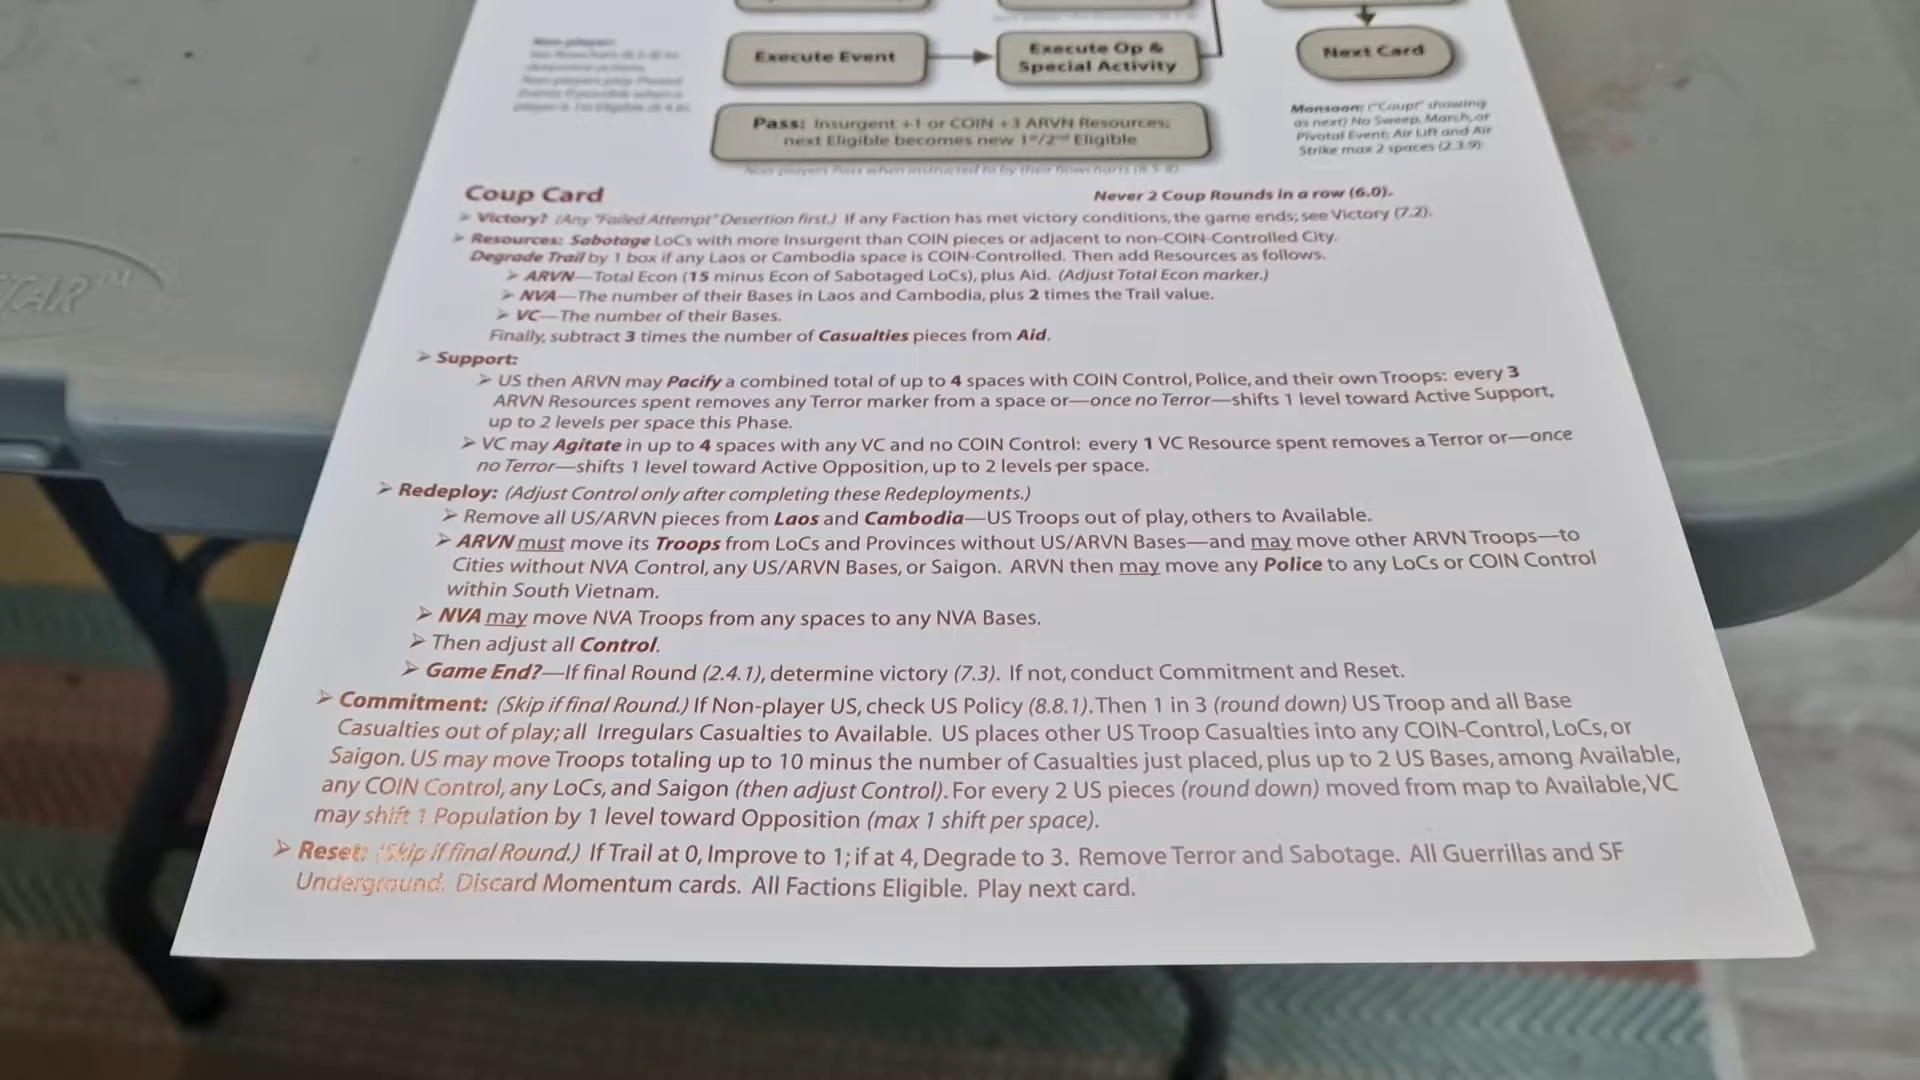 Execute Event
Execute Op &
Special Activity
Next Card
Pass: Insurgent +1 or COIN +3 ARVN Resources;
next Eligible becomes new 1st/2nd Eligible
Monsoon: ("Coup!" showing
as next) No Sweep, March, or
Pivotal Event; Air Lift and Air
Strike max 2 spaces (2.3.9)
Non-players Pass when instructed to by their flowcharts
Coup Card
Never 2 Coup Rounds in a row (6.0).
➢ Victory? (Any "Failed Attempt" Desertion first.) If any Faction has met victory conditions, the game ends; see Victory (7.2).
➢ Resources: Sabotage LoCs with more Insurgent than COIN pieces or adjacent to non-COIN-Controlled City.
Degrade Trail by 1 box if any Laos or Cambodia space is COIN-Controlled. Then add Resources as follows.
➢ ARVN—Total Econ (15 minus Econ of Sabotaged LoCs), plus Aid. (Adjust Total Econ marker.)
➢ NVA—The number of their Bases in Laos and Cambodia, plus 2 times the Trail value.
➢ VC—The number of their Bases.
Finally, subtract 3 times the number of Casualties pieces from Aid.
➢ Support:
➢ US then ARVN may Pacify a combined total of up to 4 spaces with COIN Control, Police, and their own Troops: every 3
ARVN Resources spent removes any Terror marker from a space or—once no Terror—shifts 1 level toward Active Support,
up to 2 levels per space this Phase.
➢ VC may Agitate in up to 4 spaces with any VC and no COIN Control: every 1 VC Resource spent removes a Terror or—once
no Terror—shifts 1 level toward Active Opposition, up to 2 levels per space.
➢ Redeploy: (Adjust Control only after completing these Redeployments.)
➢ Remove all US/ARVN pieces from Laos and Cambodia—US Troops out of play, others to Available.
➢ ARVN must move its Troops from LoCs and Provinces without US/ARVN Bases—and may move other ARVN Troops—to
Cities without NVA Control, any US/ARVN Bases, or Saigon. ARVN then may move any Police to any LoCs or COIN Control
within South Vietnam.
➢ NVA may move NVA Troops from any spaces to any NVA Bases.
➢ Then adjust all Control.
➢ Game End?—If final Round (2.4.1), determine victory (7.3). If not, conduct Commitment and Reset.
➢ Commitment: (Skip if final Round.) If Non-player US, check US Policy (8.8.1). Then 1 in 3 (round down) US Troop and all Base
Casualties out of play; all Irregulars Casualties to Available. US places other US Troop Casualties into any COIN-Control, LoCs, or
Saigon. US may move Troops totaling up to 10 minus the number of Casualties just placed, plus up to 2 US Bases, among Available,
any COIN Control, any LoCs, and Saigon (then adjust Control). For every 2 US pieces (round down) moved from map to Available, VC
may shift 1 Population by 1 level toward Opposition (max 1 shift per space).
➢ Reset: (Skip if final Round.) If Trail at 0, Improve to 1; if at 4, Degrade to 3. Remove Terror and Sabotage. All Guerrillas and SF
Underground. Discard Momentum cards. All Factions Eligible. Play next card.